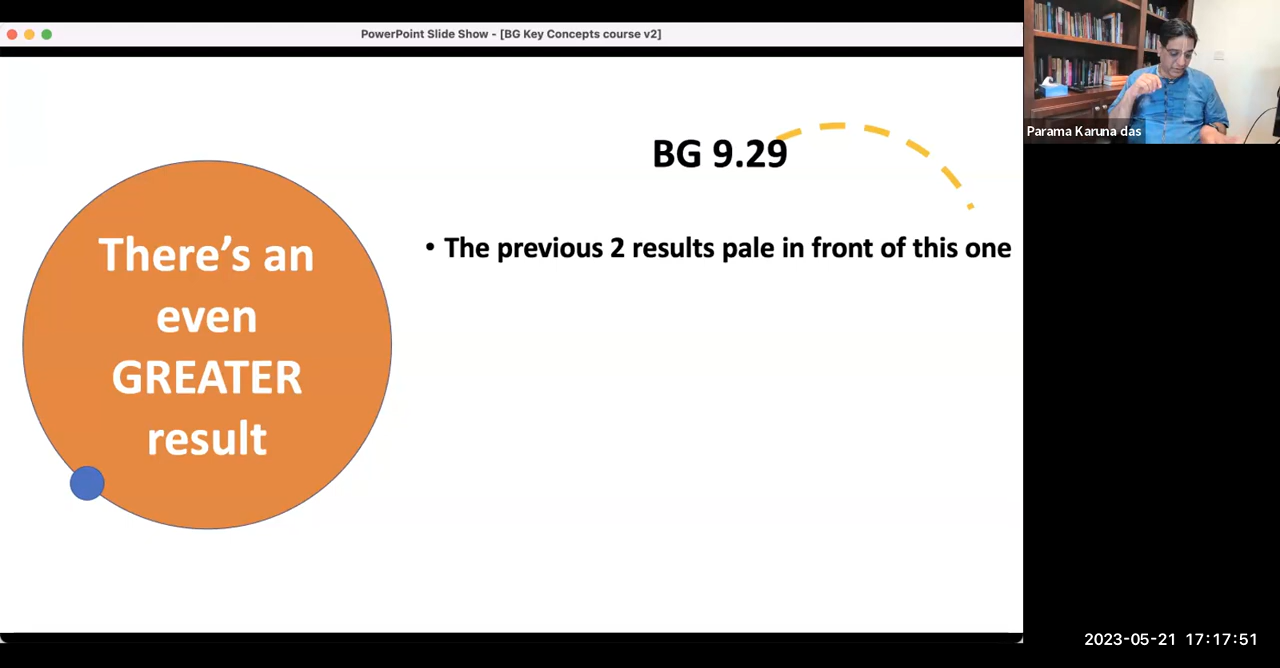 PowerPoint Slide Show - [BG Key Concepts course v2]
BG 9.29
There’s an
even
GREATER
result
• The previous 2 results pale in front of this one
Parama Karuna das
2023-05-21 17:17:51